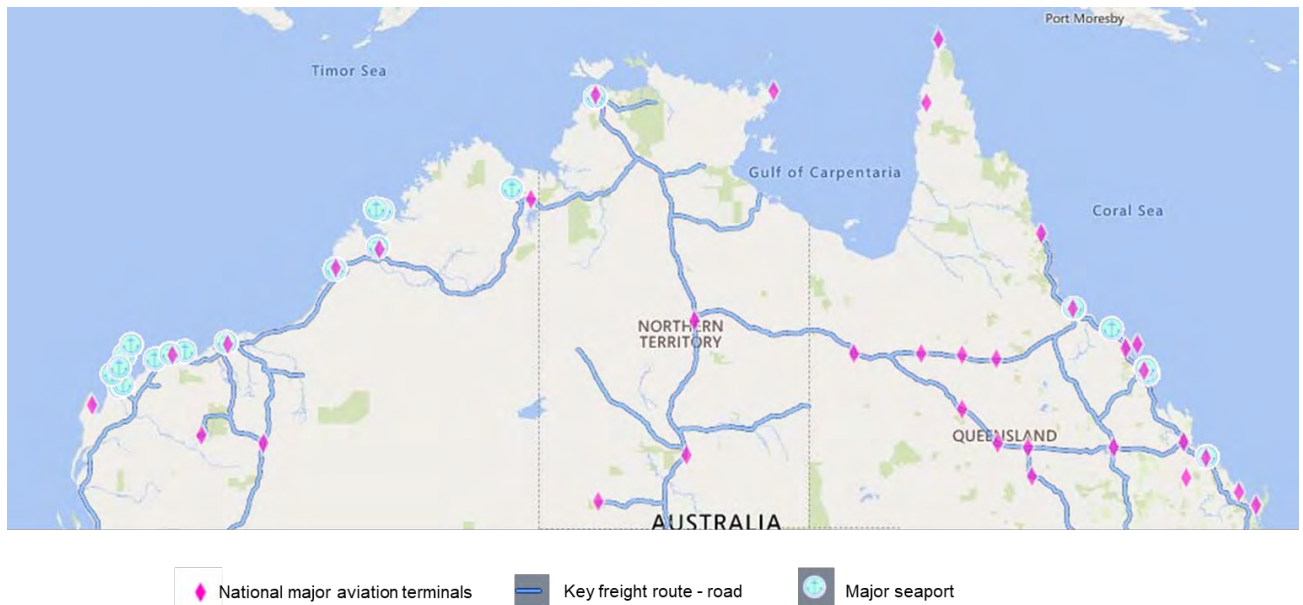 Port Moresby
Timor Sea
Gulf of Carpentaria
Coral Sea
NORTHERN
TERRITORY
QUEENSLAND
AUSTRALIA
National major aviation terminals
Key freight route - road
Major seaport